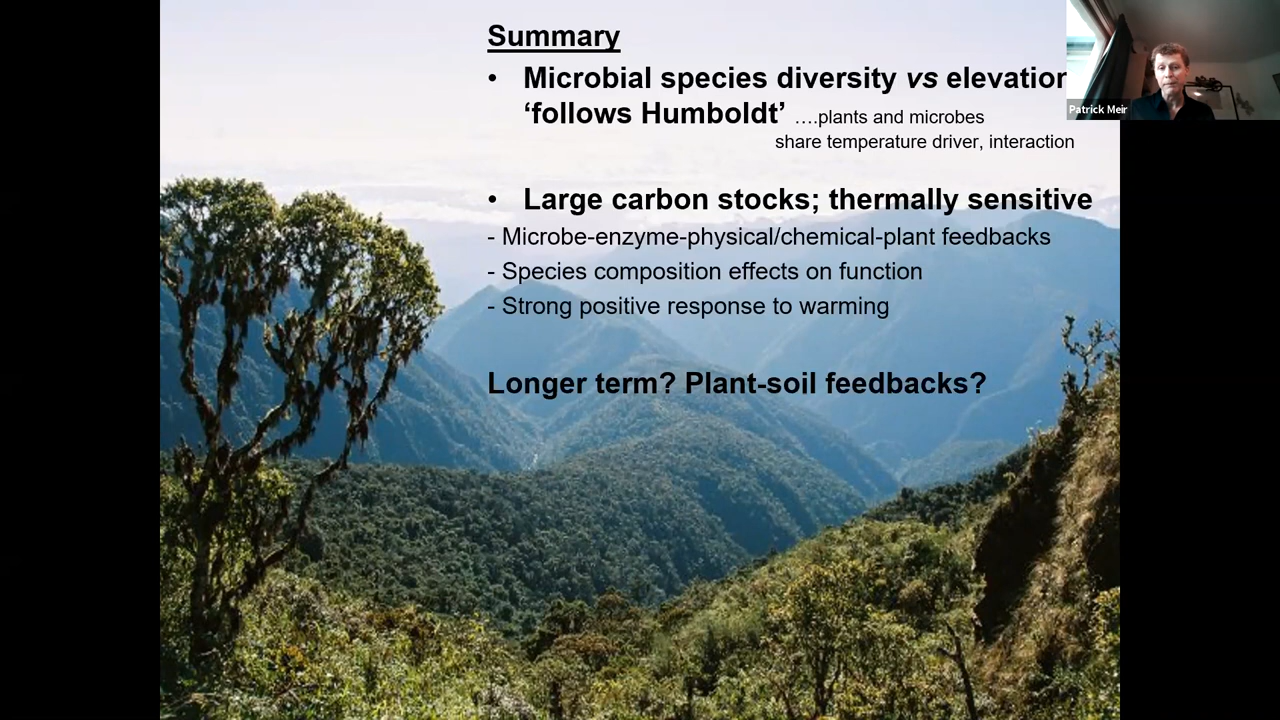 Summary
• Microbial species diversity vs elevation
‘follows Humboldt’ ….plants and microbes
share temperature driver, interaction
• Large carbon stocks; thermally sensitive
- Microbe-enzyme-physical/chemical-plant feedbacks
- Species composition effects on function
- Strong positive response to warming
Longer term? Plant-soil feedbacks?
Patrick Meir